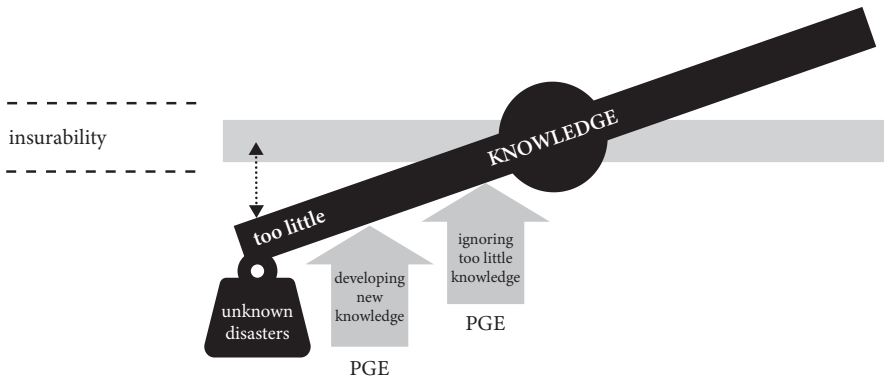 insurability
KNOWLEDGE
too little
unknown
disasters
developing
new
knowledge
PGE
ignoring
too little
knowledge
PGE